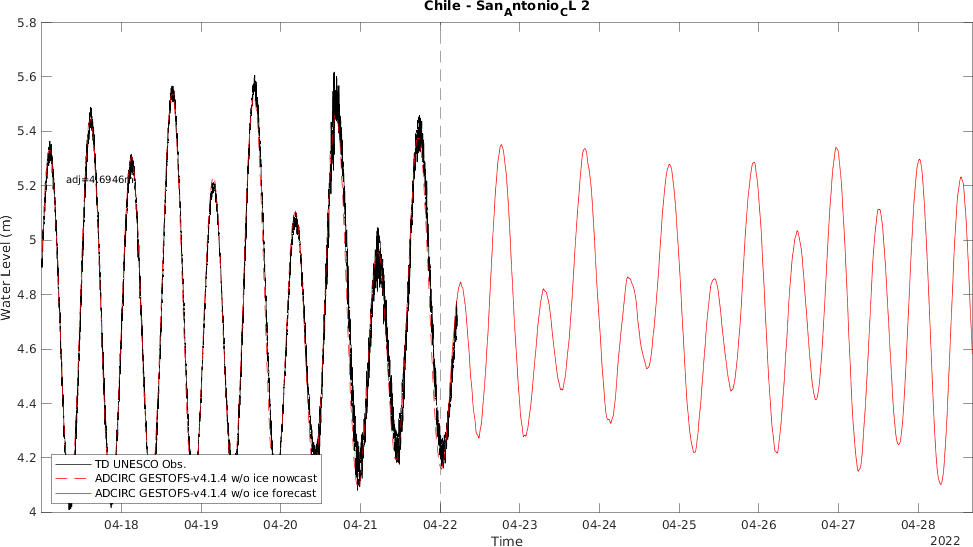 Chile - SanAntonioCL 2
5.8
5.6
5.4
5.2
5
4.8
4.6
4.4
4.2
4
Water Level (m)
adj=4.6946m
TD UNESCO Obs.
ADCIRC GESTOFS-v4.1.4 w/o ice nowcast
ADCIRC GESTOFS-v4.1.4 w/o ice forecast
04-18 04-19 04-20 04-21 04-22 04-23 04-24 04-25 04-26 04-27 04-28
Time
2022